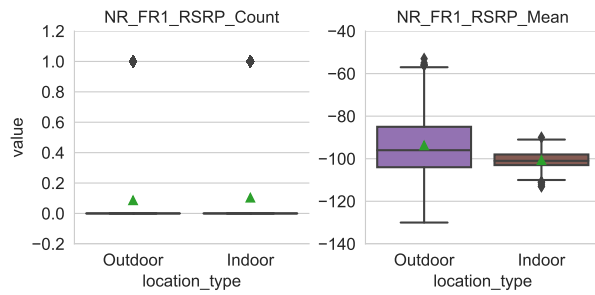 NR_FR1_RSRP_Count
1.2
1.0
0.8
0.6
0.4
0.2
0.0
−0.2
value
Outdoor Indoor
location_type
NR_FR1_RSRP_Mean
−40
−60
−80
−100
−120
−140
Outdoor Indoor
location_type